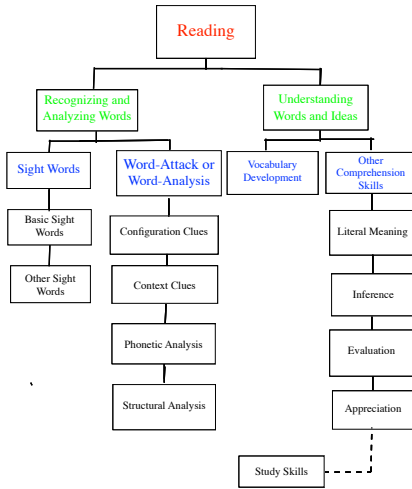 Reading
Recognizing and
Analyzing Words
Understanding
Words and Ideas
Sight Words
Word-Attack or
Word-Analysis
Vocabulary
Development
Other
Comprehension
Skills
Basic Sight
Words
Other Sight
Words
Configuration Clues
Context Clues
Phonetic Analysis
Structural Analysis
Literal Meaning
Inference
Evaluation
Appreciation
Study Skills